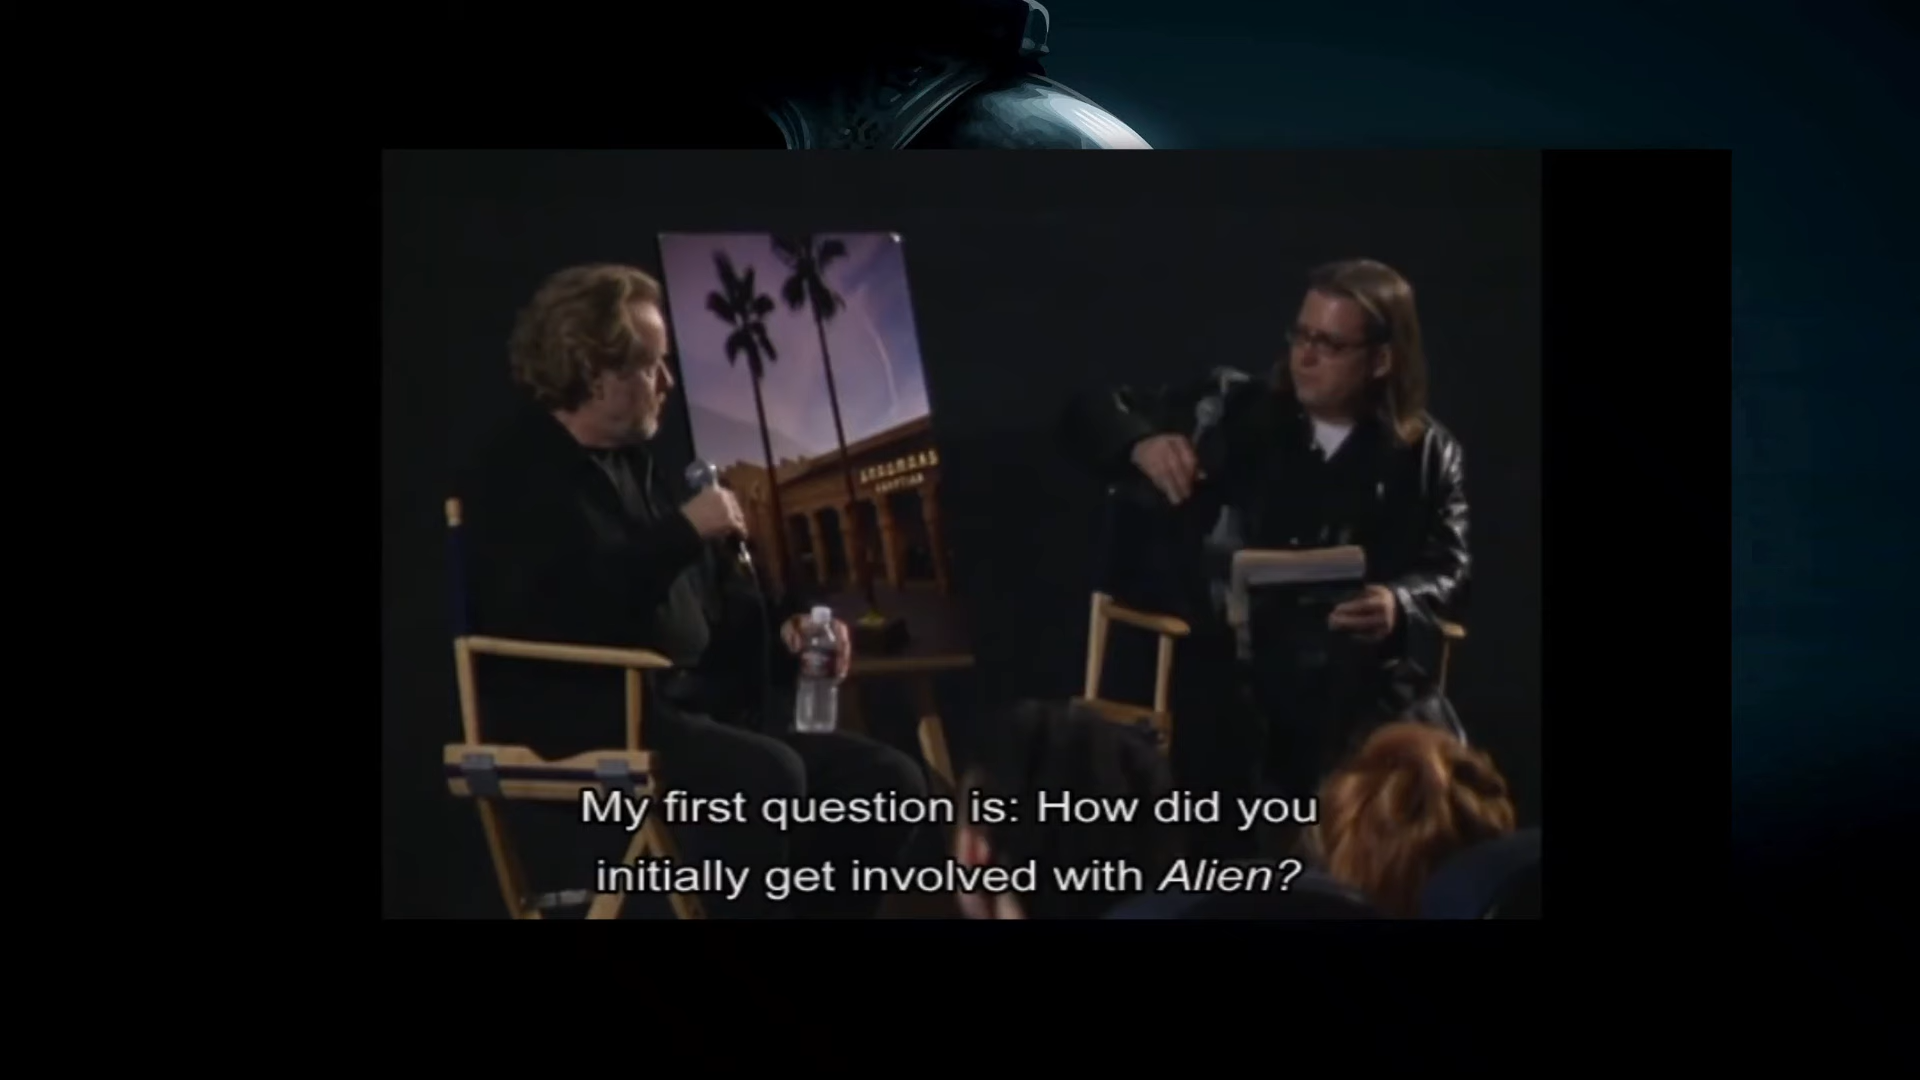 My first question is: How did you
initially get involved with Alien?